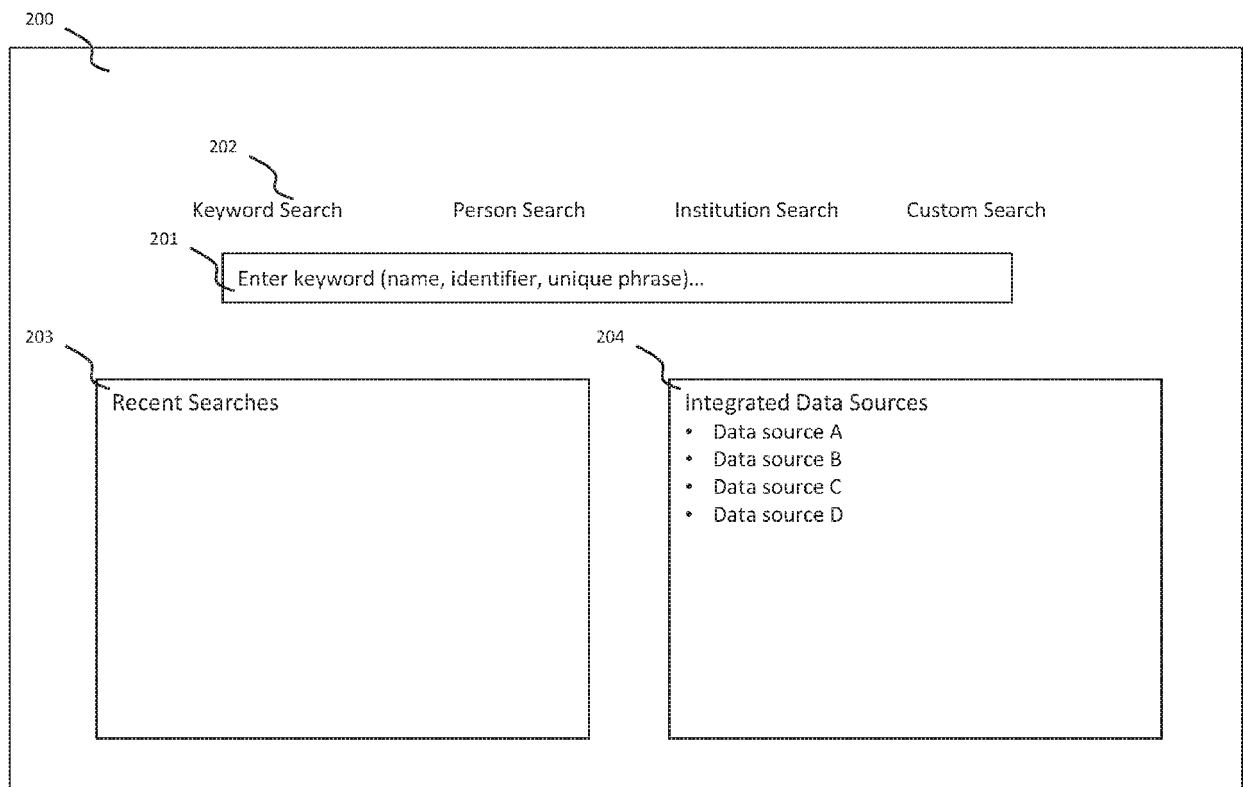 200
202
Keyword Search Person Search Institution Search Custom Search
201
Enter keyword (name, identifier, unique phrase)...
203
204
Recent Searches
Integrated Data Sources
• Data source A
• Data source B
• Data source C
• Data source D